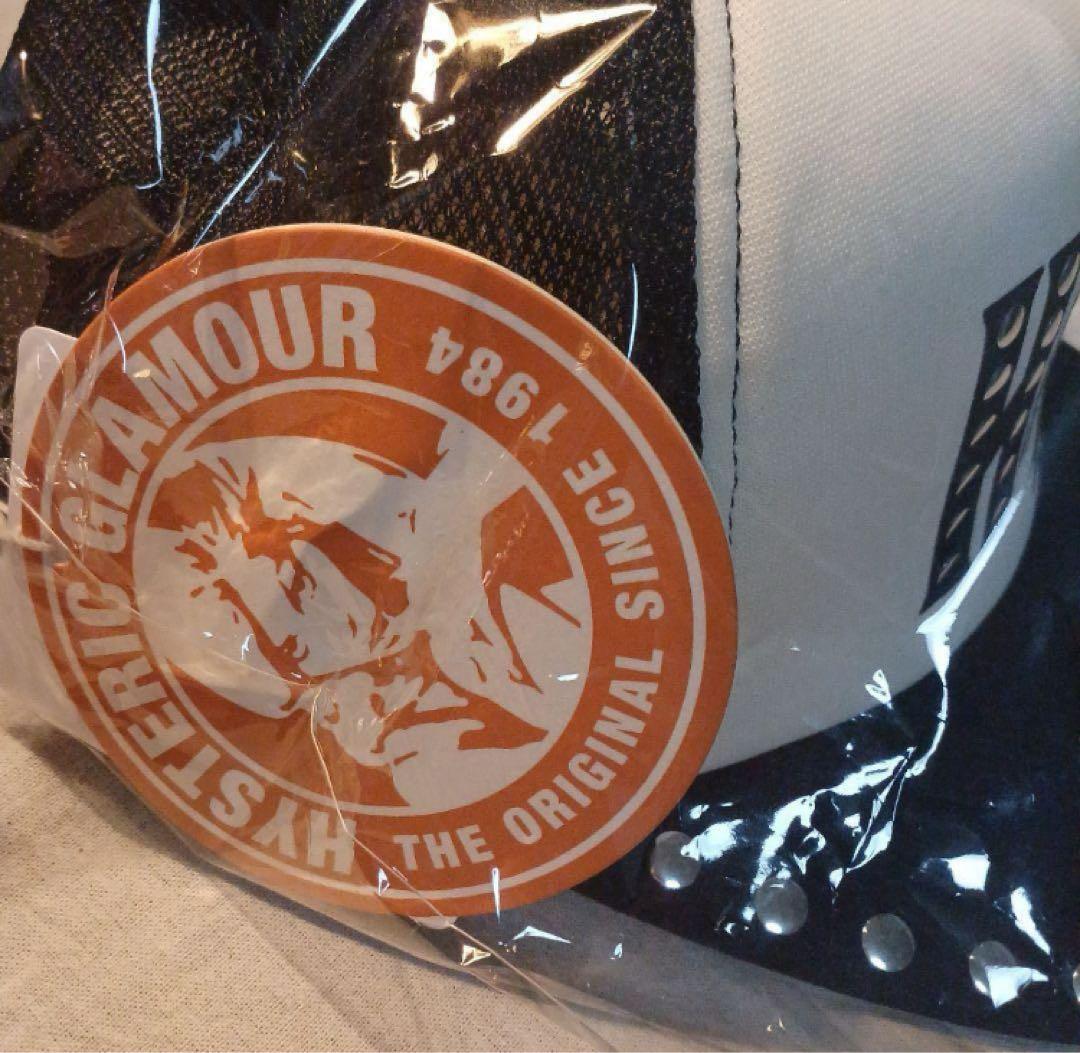 HYSTERIC GLAMOUR
THE ORIGINAL SINCE 1984